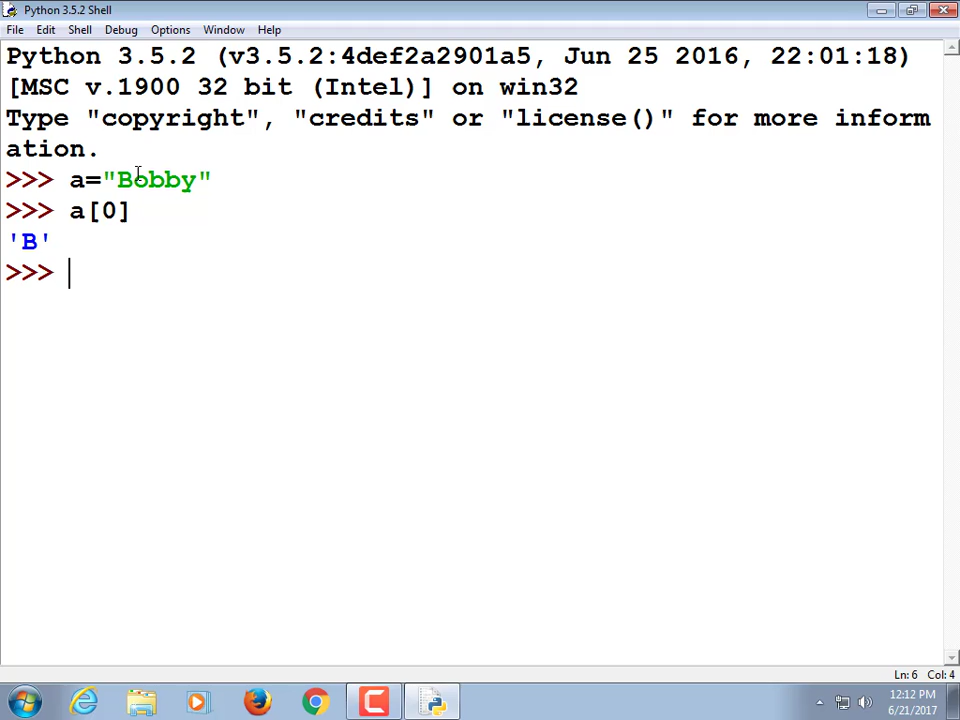 Python 3.5.2 Shell
File Edit Shell Debug Options Window Help
Python 3.5.2 (v3.5.2:4def2a2901a5, Jun 25 2016, 22:01:18)
[MSC v.1900 32 bit (Intel)] on win32
Type "copyright", "credits" or "license()" for more inform
ation.
>>> a="Bobby"
>>> a[0]
'B'
>>>
Ln: 6 Col: 4
12:12 PM
6/21/2017